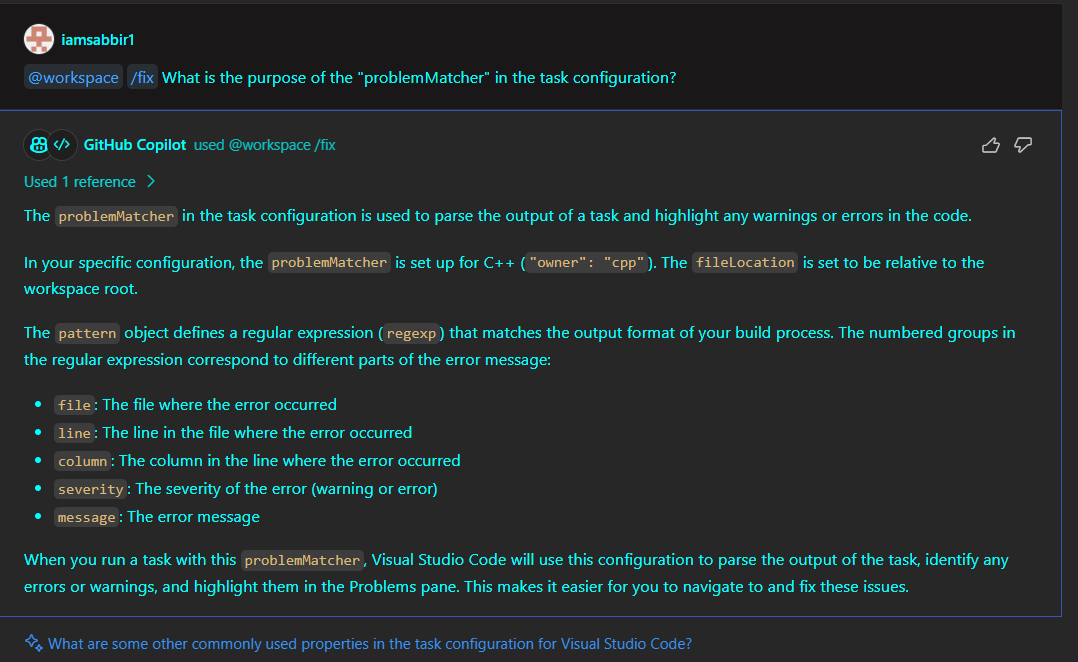 iamsabbir1
@workspace /fix What is the purpose of the "problemMatcher" in the task configuration?
GitHub Copilot used @workspace /fix
Used 1 reference
The problemMatcher in the task configuration is used to parse the output of a task and highlight any warnings or errors in the code.
In your specific configuration, the problemMatcher is set up for C++ ("owner": "cpp"). The fileLocation is set to be relative to the
workspace root.
The pattern object defines a regular expression (regexp) that matches the output format of your build process. The numbered groups in
the regular expression correspond to different parts of the error message:
• file: The file where the error occurred
• line: The line in the file where the error occurred
• column: The column in the line where the error occurred
• severity: The severity of the error (warning or error)
• message: The error message
When you run a task with this problemMatcher, Visual Studio Code will use this configuration to parse the output of the task, identify any
errors or warnings, and highlight them in the Problems pane. This makes it easier for you to navigate to and fix these issues.
What are some other commonly used properties in the task configuration for Visual Studio Code?